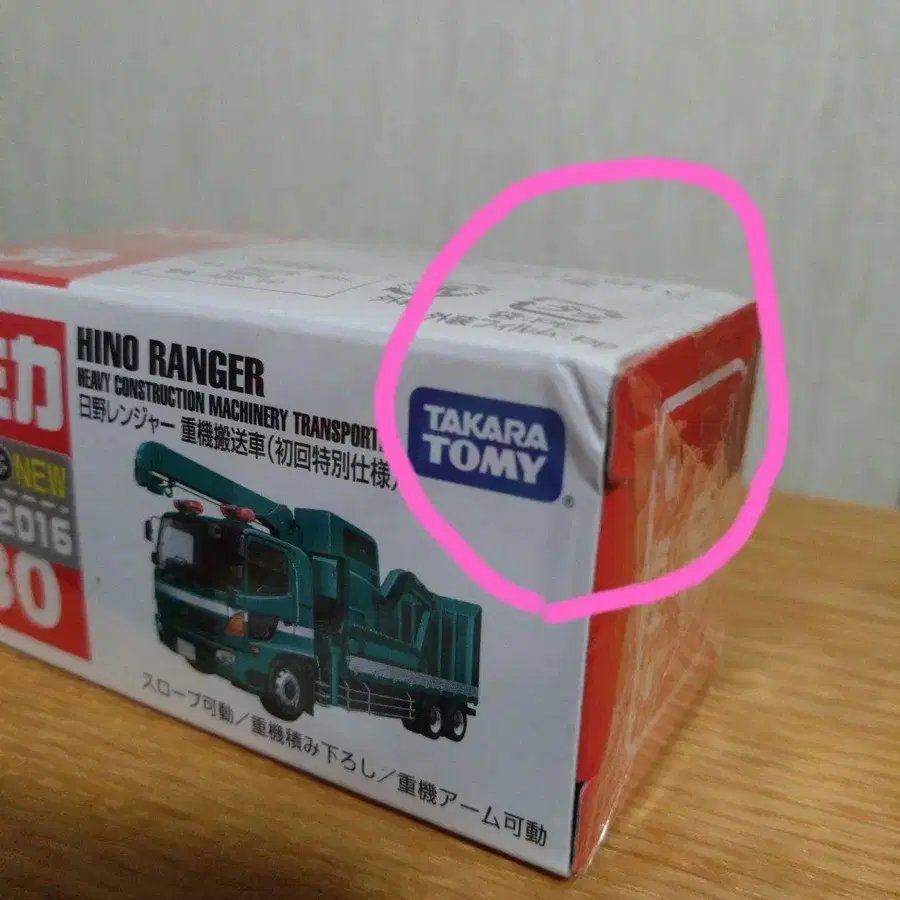 HINO RANGER
HEAVY CONSTRUCTION MACHINERY
日野レンジャー 重機搬送車(初回特別仕様)
TAKARA
TOMY
®
ミカ
NEW
2016
30
スロープ可動/重機積み下ろし/重機アーム可動